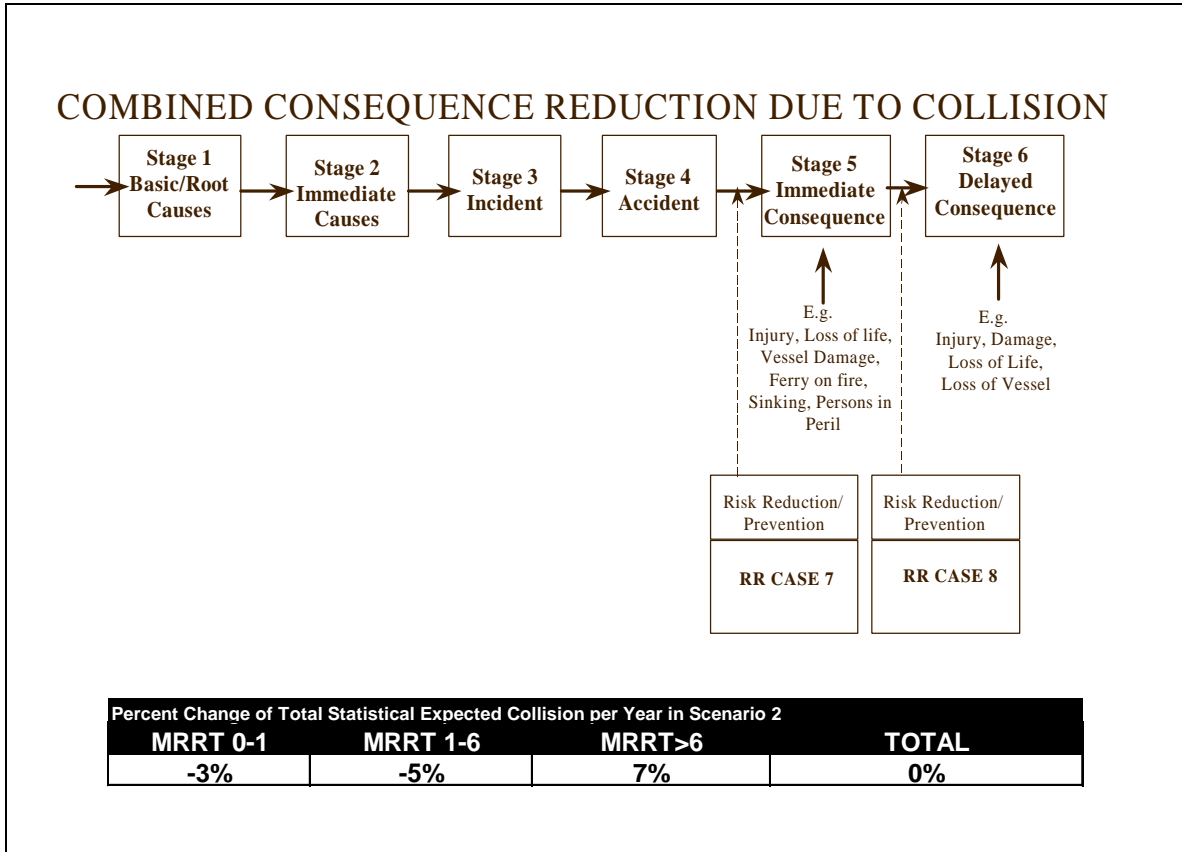 COMBINED CONSEQUENCE REDUCTION DUE TO COLLISION
Stage 1
Basic/Root
Causes
Stage 2
Immediate
Causes
Stage 3
Incident
Stage 4
Accident
Stage 5
Immediate
Consequence
Stage 6
Delayed
Consequence
E.g.
Injury, Loss of life,
Vessel Damage,
Ferry on fire,
Sinking, Persons in
Peril
E.g.
Injury, Damage,
Loss of Life,
Loss of Vessel
Risk Reduction/
Prevention
RR CASE 7
Risk Reduction/
Prevention
RR CASE 8
Percent Change of Total Statistical Expected Collision per Year in Scenario 2
MRRT 0-1 MRRT 1-6 MRRT>6 TOTAL
-3% -5% 7% 0%